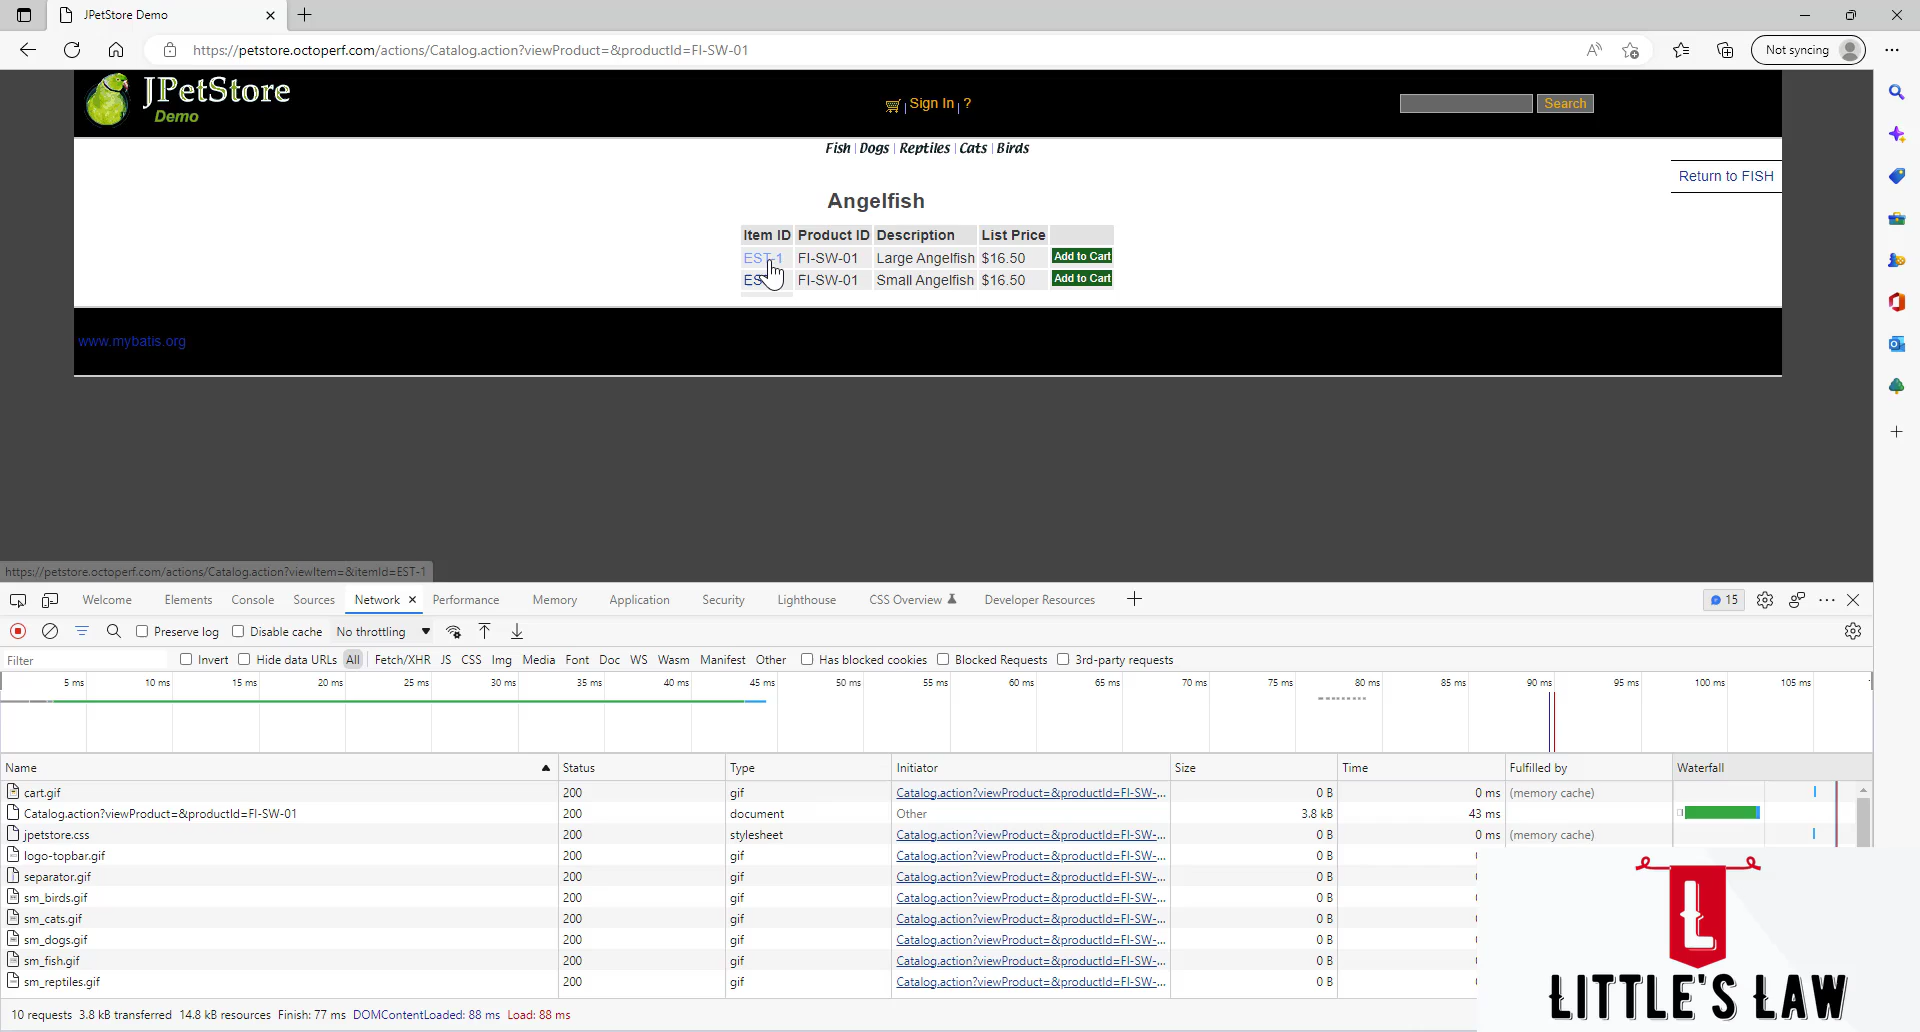 JPetStore Demo
https://petstore.octoperf.com/actions/Catalog.action?viewProduct=&productId=FI-SW-01
Not syncing
JPetStore
Demo
Sign In | ?
Search
Fish | Dogs | Reptiles | Cats | Birds
Return to FISH
Angelfish
Item ID Product ID Description List Price
EST-1 FI-SW-01 Large Angelfish $16.50 Add to Cart
FI-SW-01 Small Angelfish $16.50 Add to Cart
www.mybatis.org
https://petstore.octoperf.com/actions/Catalog.action?viewItem=&itemId=EST-1
Welcome Elements Console Sources Network Performance Memory Application Security Lighthouse CSS Overview Developer Resources 15
Preserve log Disable cache No throttling
Filter Invert Hide data URLs All Fetch/XHR JS CSS Img Media Font Doc WS Wasm Manifest Other Has blocked cookies Blocked Requests 3rd-party requests
5 ms 10 ms 15 ms 20 ms 25 ms 30 ms 35 ms 40 ms 45 ms 50 ms 55 ms 60 ms 65 ms 70 ms 75 ms 80 ms 85 ms 90 ms 95 ms 100 ms 105 ms
Name Status Type Initiator Size Time Fulfilled by Waterfall
cart.gif 200 gif Catalog.action?viewProduct=&productId=FI-SW-... 0 B 0 ms (memory cache)
Catalog.action?viewProduct=&productId=FI-SW-01 200 document Other 3.8 kB 43 ms
jpetstore.css 200 stylesheet Catalog.action?viewProduct=&productId=FI-SW-... 0 B 0 ms (memory cache)
logo-topbar.gif 200 gif Catalog.action?viewProduct=&productId=FI-SW-... 0 B
separator.gif 200 gif Catalog.action?viewProduct=&productId=FI-SW-... 0 B
sm_birds.gif 200 gif Catalog.action?viewProduct=&productId=FI-SW-... 0 B
sm_cats.gif 200 gif Catalog.action?viewProduct=&productId=FI-SW-... 0 B
sm_dogs.gif 200 gif Catalog.action?viewProduct=&productId=FI-SW-... 0 B
sm_fish.gif 200 gif Catalog.action?viewProduct=&productId=FI-SW-... 0 B
sm_reptiles.gif 200 gif Catalog.action?viewProduct=&productId=FI-SW-... 0 B
10 requests 3.8 kB transferred 14.8 kB resources Finish: 77 ms DOMContentLoaded: 88 ms Load: 88 ms
L
LITTLE'S LAW